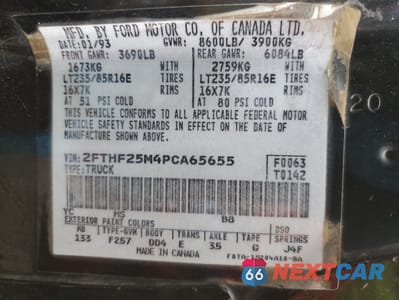 MFD. BY FORD MOTOR CO. OF CANADA LTD.
DATE: 01/93 GVWR: 8600LB/ 3900KG
FRONT GAWR: 3690LB REAR GAWR: 6084LB
1673KG WITH 2759KG WITH
LT235/85R16E TIRES LT235/85R16E TIRES
16X7K RIMS 16X7K RIMS
AT 51 PSI COLD AT 80 PSI COLD
THIS VEHICLE CONFORMS TO ALL APPLICABLE FEDERAL MOTOR
VEHICLE SAFETY STANDARDS IN EFFECT ON THE DATE OF
MANUFACTURE SHOWN ABOVE.
VIN: 2FTHF25M4PCA65655 F0063
TYPE: TRUCK T0142
YC M5 B8
EXTERIOR PAINT COLORS DSO
WB TYPE-GVW BODY TRANS AXLE TAPE SPRINGS
133 F257 DD4 E 35 G J4F
MADE IN CANADA
20
66 NEXTCAR